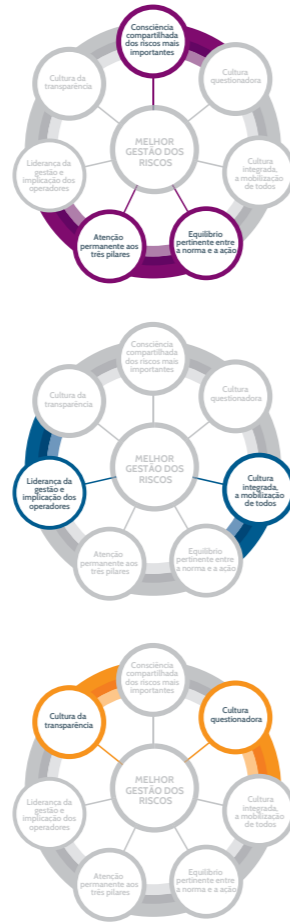 Consciência
compartilhada
dos riscos mais
importantes
Cultura da
transparência
Cultura
questionadora
MELHOR
GESTÃO DOS
RISCOS
Liderança da
gestão e
implicação dos
operadores
Cultura
integrada,
a mobilização
de todos
Atenção
permanente aos
três pilares
Equilíbrio
pertinente entre
a norma e a ação
Consciência
compartilhada
dos riscos mais
importantes
Cultura da
transparência
Cultura
questionadora
MELHOR
GESTÃO DOS
RISCOS
Liderança da
gestão e
implicação dos
operadores
Cultura
integrada,
a mobilização
de todos
Atenção
permanente aos
três pilares
Equilíbrio
pertinente entre
a norma e a ação
Consciência
compartilhada
dos riscos mais
importantes
Cultura da
transparência
Cultura
questionadora
MELHOR
GESTÃO DOS
RISCOS
Liderança da
gestão e
implicação dos
operadores
Cultura
integrada,
a mobilização
de todos
Atenção
permanente aos
três pilares
Equilíbrio
pertinente entre
a norma e a ação